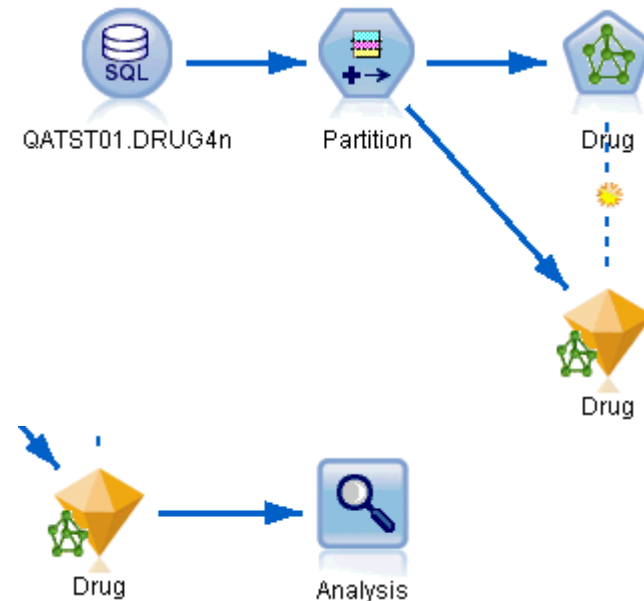 SQL
QATST01.DRUG4n
Partition
Drug
Drug
Drug
Analysis